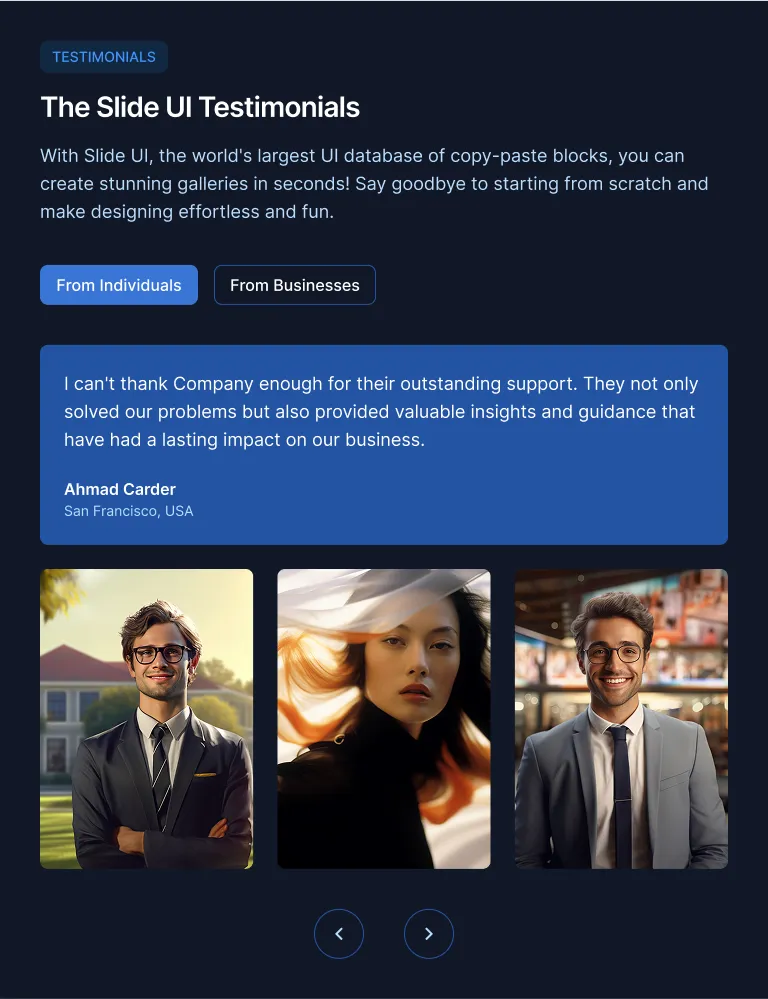 TESTIMONIALS
The Slide UI Testimonials
With Slide UI, the world's largest UI database of copy-paste blocks, you can
create stunning galleries in seconds! Say goodbye to starting from scratch and
make designing effortless and fun.
From Individuals
From Businesses
I can't thank Company enough for their outstanding support. They not only
solved our problems but also provided valuable insights and guidance that
have had a lasting impact on our business.
Ahmad Carder
San Francisco, USA